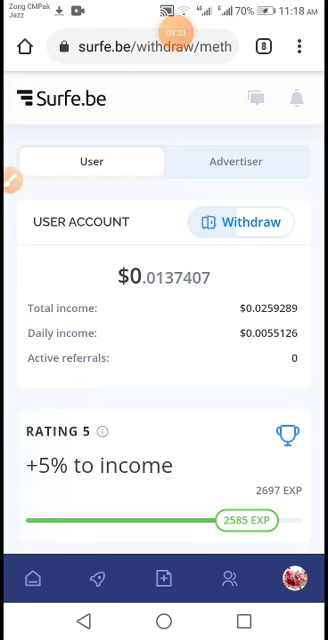 Zong CMPak
Jazz
70%
11:18 AM
09:03
surfe.be/withdraw/meth
8
Surfe.be
User
Advertiser
USER ACCOUNT
Withdraw
$0.0137407
Total income:
$0.0259289
Daily income:
$0.0055126
Active referrals:
0
RATING 5
+5% to income
2697 EXP
2585 EXP